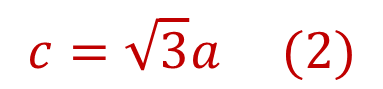 c = √3a (2)